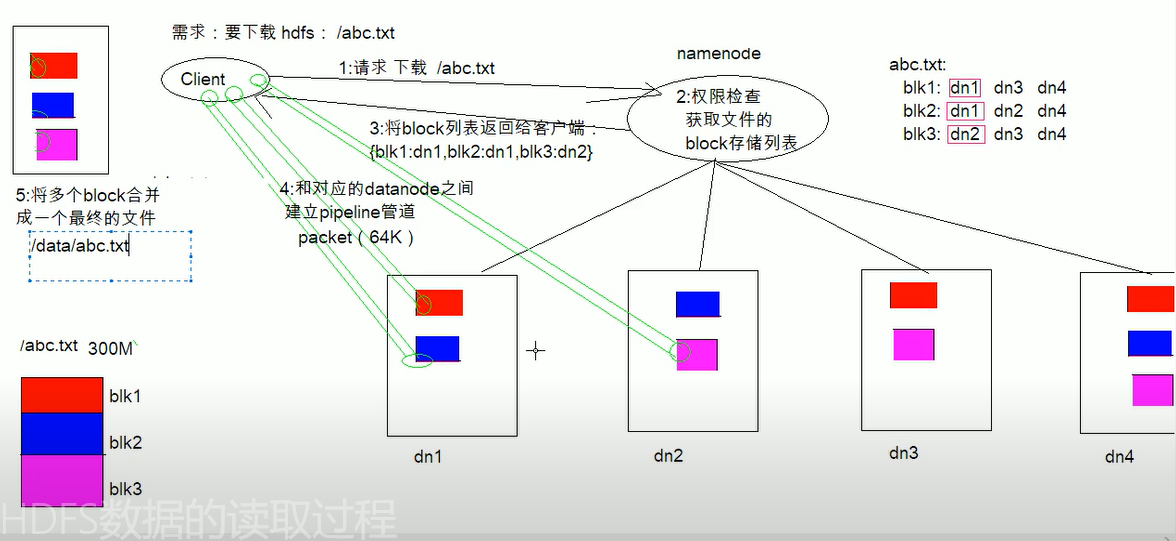 需求：要下载 hdfs： /abc.txt
Client
1:请求 下载 /abc.txt
namenode
2:权限检查
获取文件的
block存储列表
abc.txt:
blk1: dn1 dn3 dn4
blk2: dn1 dn2 dn4
blk3: dn2 dn3 dn4
3:将block列表返回给客户端：
{blk1:dn1,blk2:dn1,blk3:dn2}
4:和对应的datanode之间
建立pipeline管道
packet（64K）
5:将多个block合并
成一个最终的文件
/data/abc.txt
/abc.txt 300M
blk1
blk2
blk3
dn1
dn2
dn3
dn4
HDFS数据的读取过程